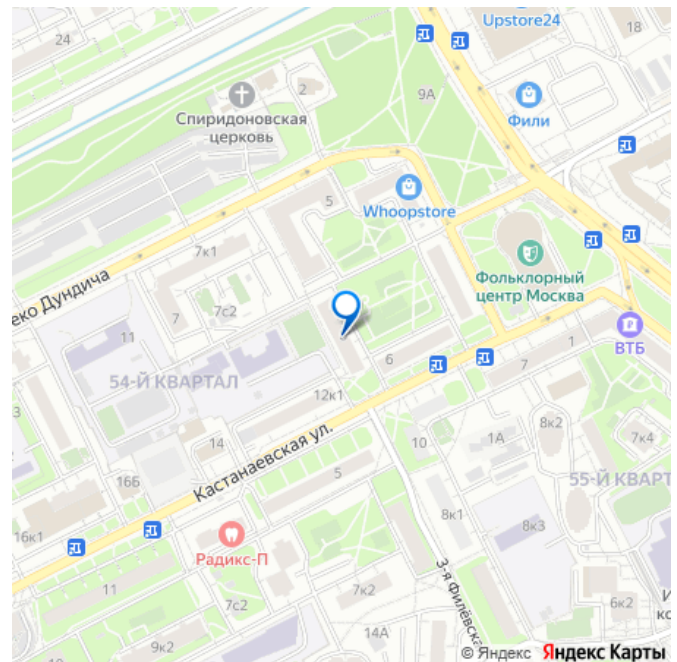 Upstore24
24
18
2
9А
Спиридоновская
церковь
Фили
5
Whoopstore
7к1
Фольклорный
центр Москва
еко Дундича
7
7с2
11
ВТБ
1
6
7
54-Й КВАРТАЛ
12к1
Кастанаевская ул.
8к2
14
10
1А
7к4
16Б
5
55-Й КВАРТ
16к1
8к1
8к3
Радикс-П
3-я Филёвска
11
7к2
7с2
6к2
И
ко
14А
9к2
© Яндекс Яндекс Карты